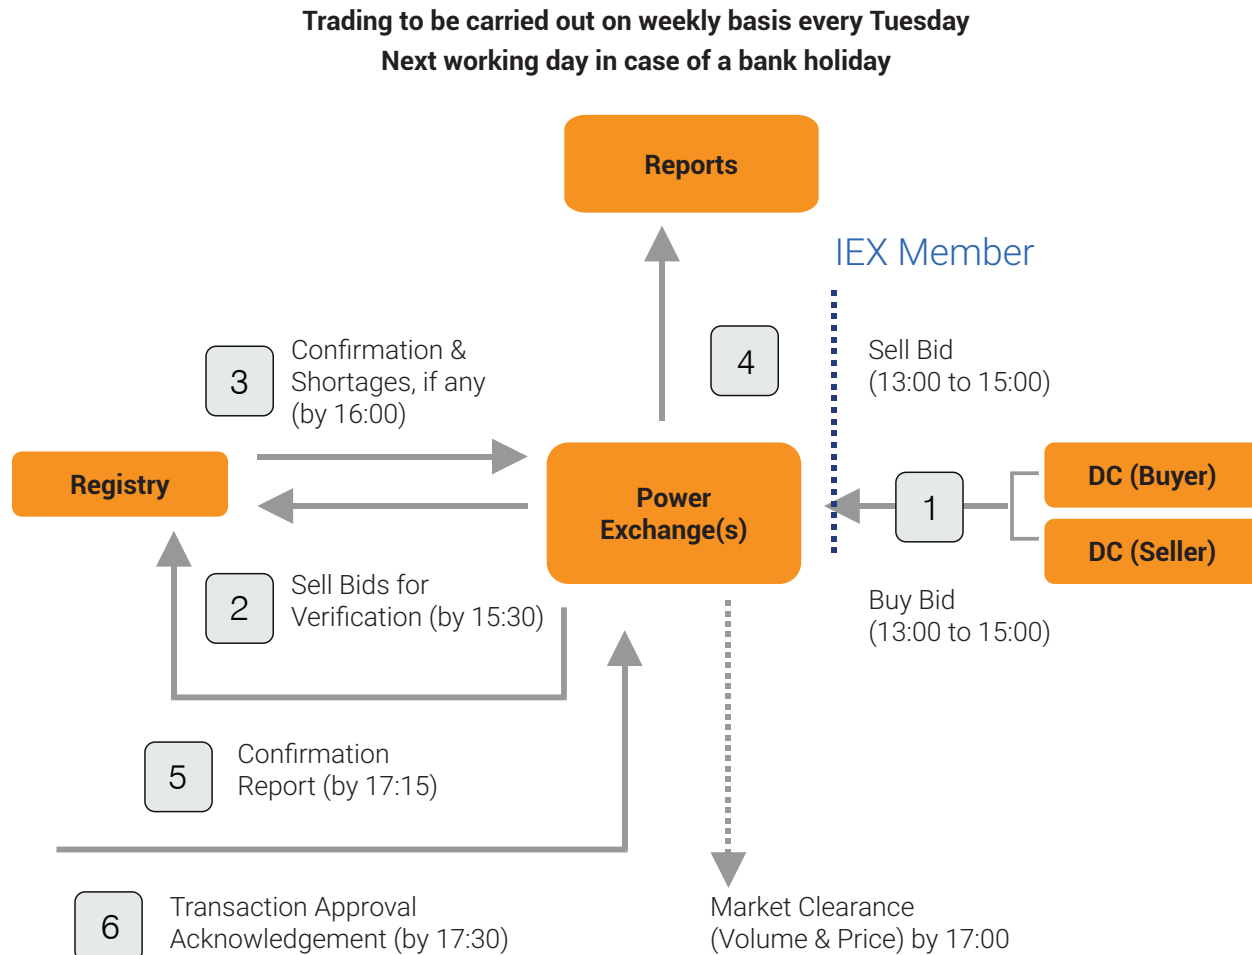 Trading to be carried out on weekly basis every Tuesday
Next working day in case of a bank holiday
Reports
IEX Member
3
Confirmation &
Shortages, if any
(by 16:00)
4
Sell Bid
(13:00 to 15:00)
Registry
Power
Exchange(s)
1
DC (Buyer)
DC (Seller)
2
Sell Bids for
Verification (by 15:30)
Buy Bid
(13:00 to 15:00)
5
Confirmation
Report (by 17:15)
6
Transaction Approval
Acknowledgement (by 17:30)
Market Clearance
(Volume & Price) by 17:00